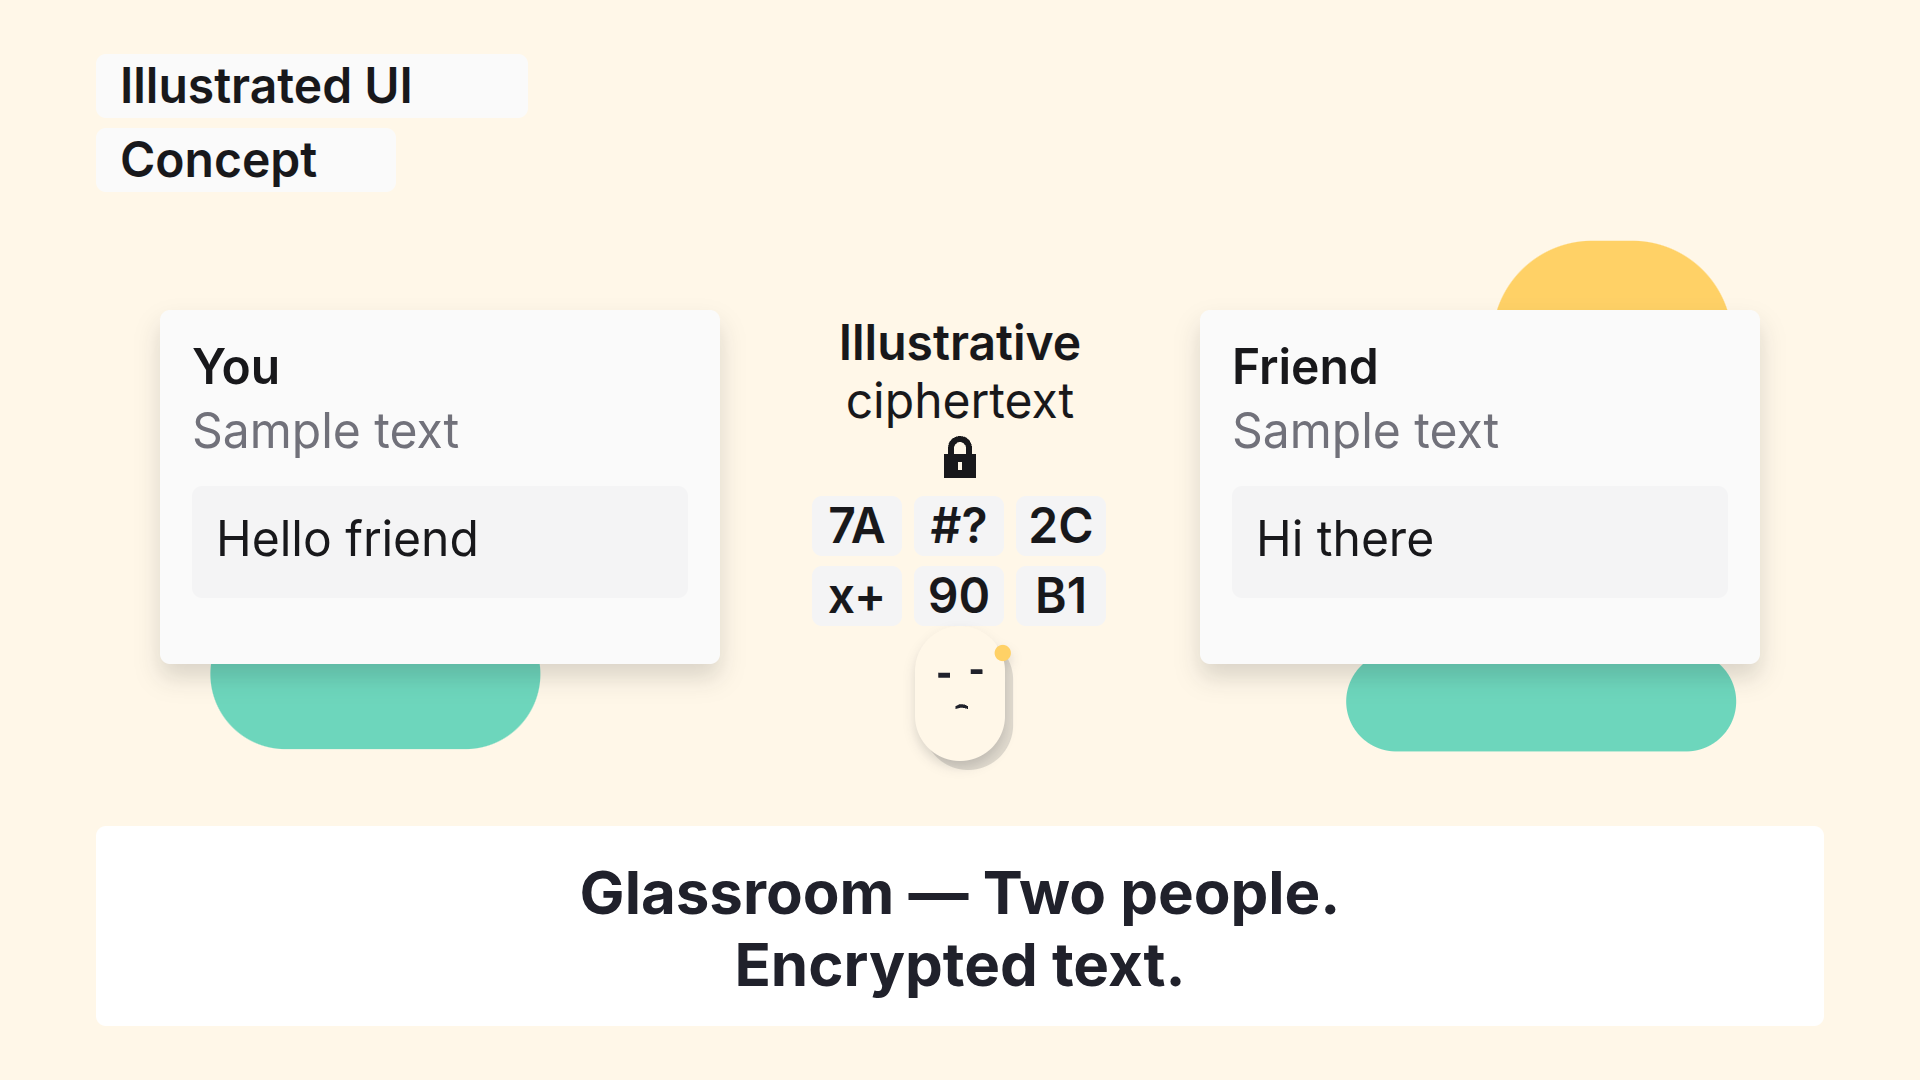 Illustrated UI
Concept
You
Sample text
Hello friend
Illustrative
ciphertext
7A #? 2C
x+ 90 B1
Friend
Sample text
Hi there
Glassroom — Two people.
Encrypted text.